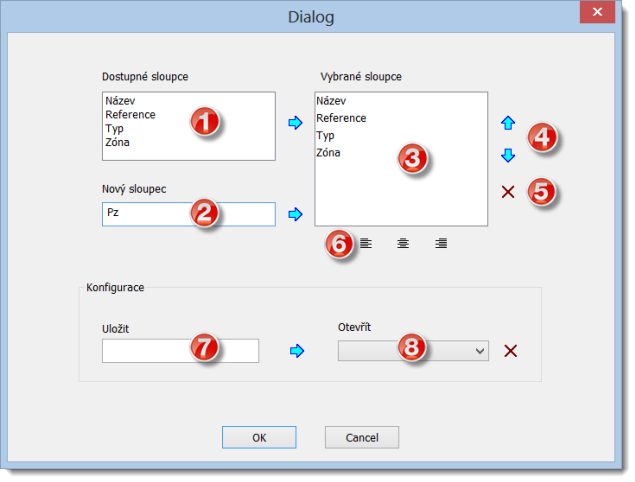 Dialog
Dostupné sloupce
Vybrané sloupce
Název
Reference
Typ
Zóna
1
Název
Reference
Typ
Zóna
3
4
5
Nový sloupec
Pz
2
6
Konfigurace
Uložit
7
Otevřít
8
OK
Cancel